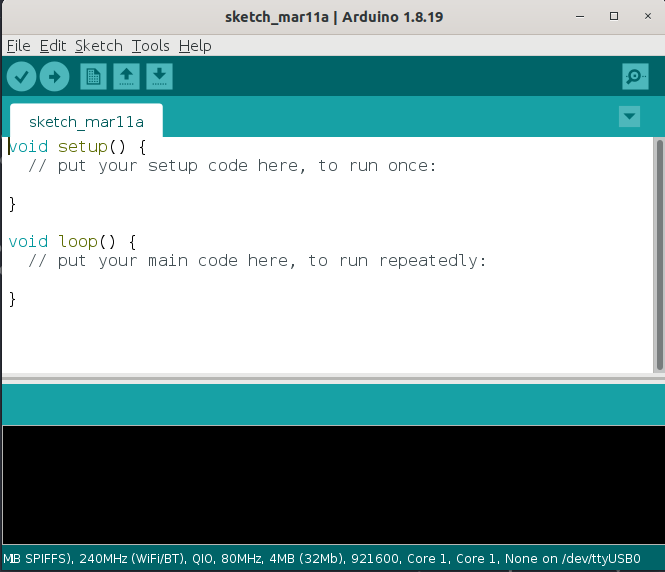 sketch_mar11a | Arduino 1.8.19
File Edit Sketch Tools Help
sketch_mar11a
void setup() {
  // put your setup code here, to run once:
}
void loop() {
  // put your main code here, to run repeatedly:
}
MB SPIFFS), 240MHz (WiFi/BT), QIO, 80MHz, 4MB (32Mb), 921600, Core 1, Core 1, None on /dev/ttyUSB0